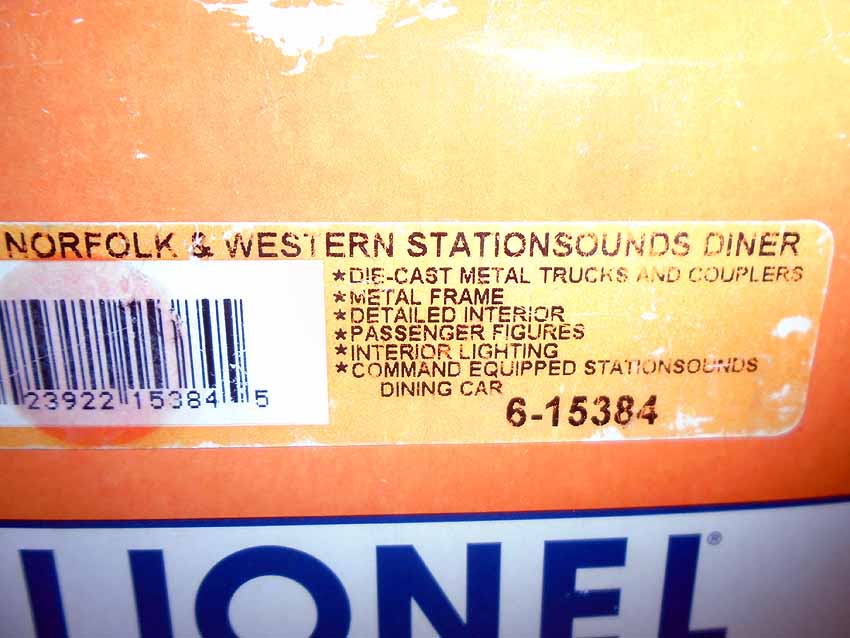 NORFOLK & WESTERN STATIONSOUNDS DINER
*DIE-CAST METAL TRUCKS AND COUPLERS
*METAL FRAME
*DETAILED INTERIOR
*PASSENGER FIGURES
*INTERIOR LIGHTING
*COMMAND EQUIPPED STATIONSOUNDS
DINING CAR
23922 15384 5
6-15384
LIONEL®